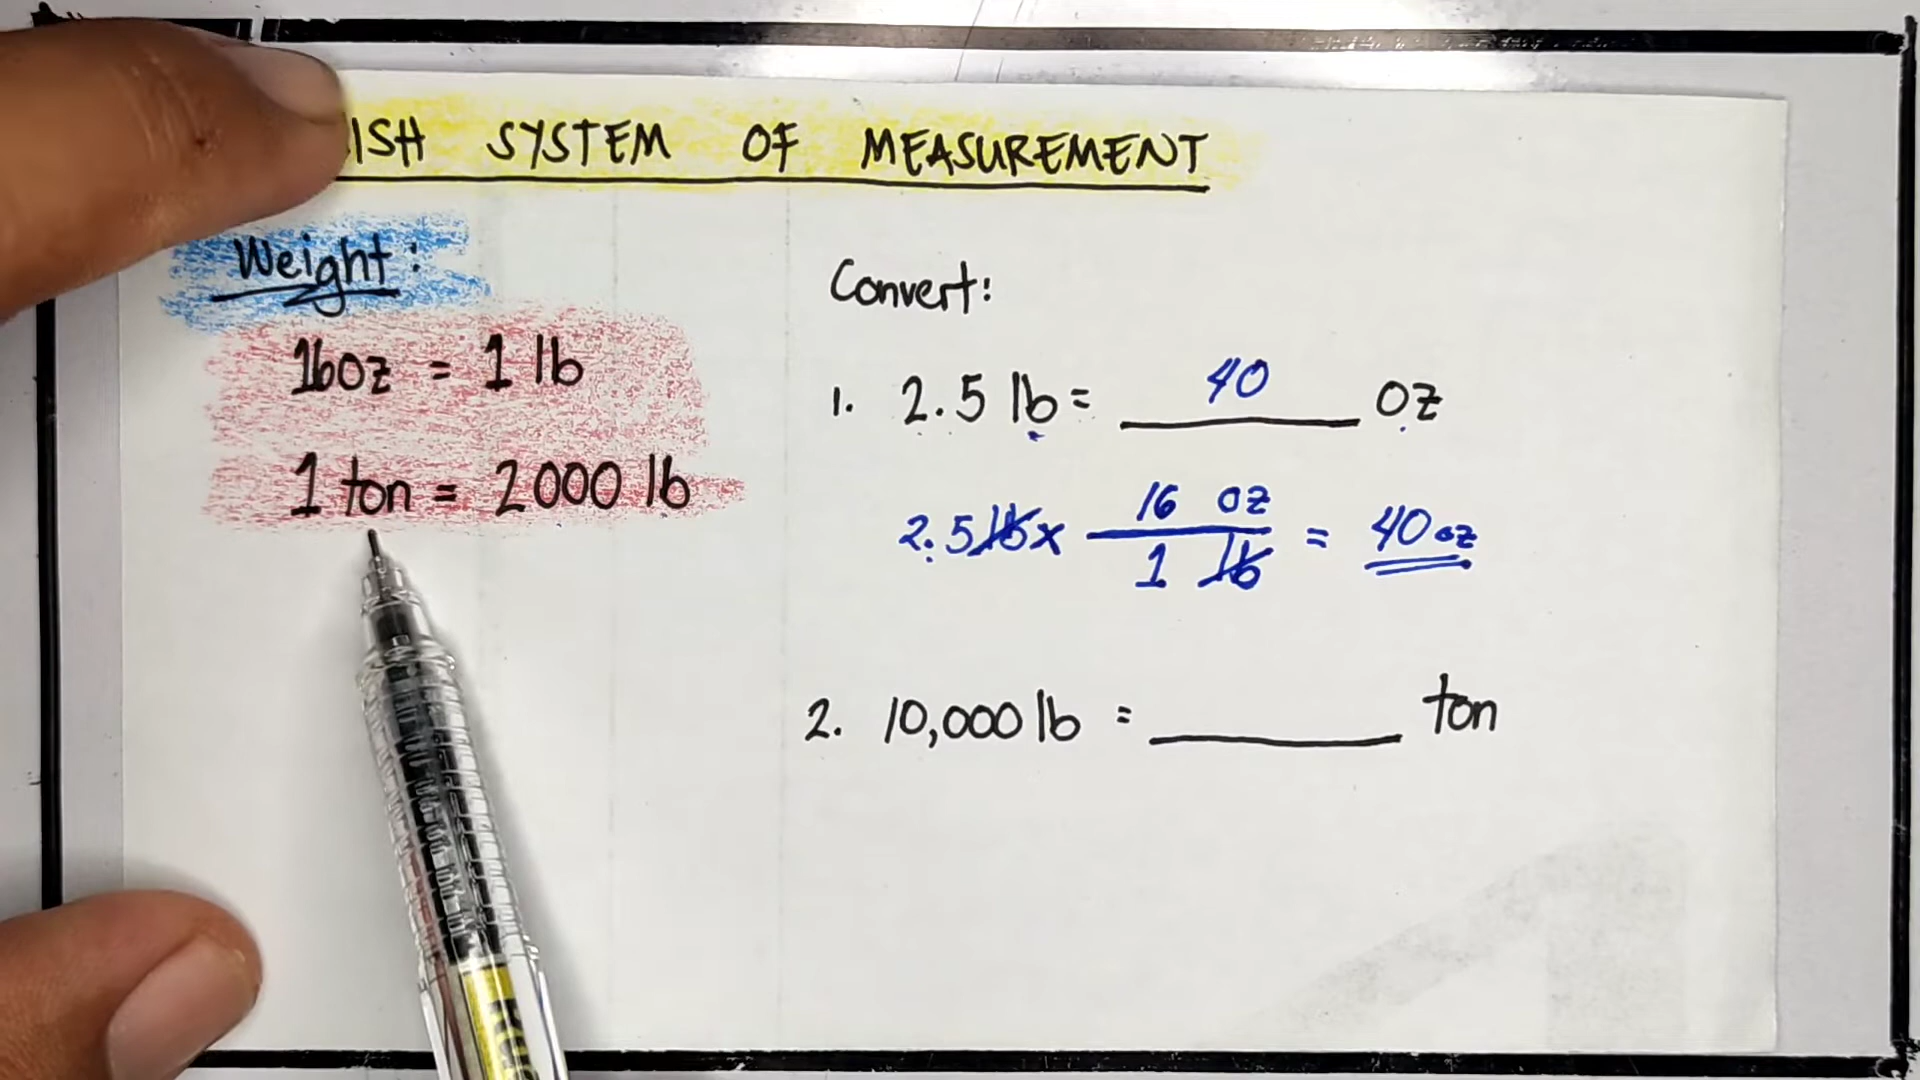 ISH SYSTEM OF MEASUREMENT
Weight:
16oz = 1 lb
1 ton = 2000 lb
Convert:
1. 2.5 lb = 40 oz
2.5 lb x 16 oz / 1 lb = 40 oz
2. 10,000 lb = ______ ton